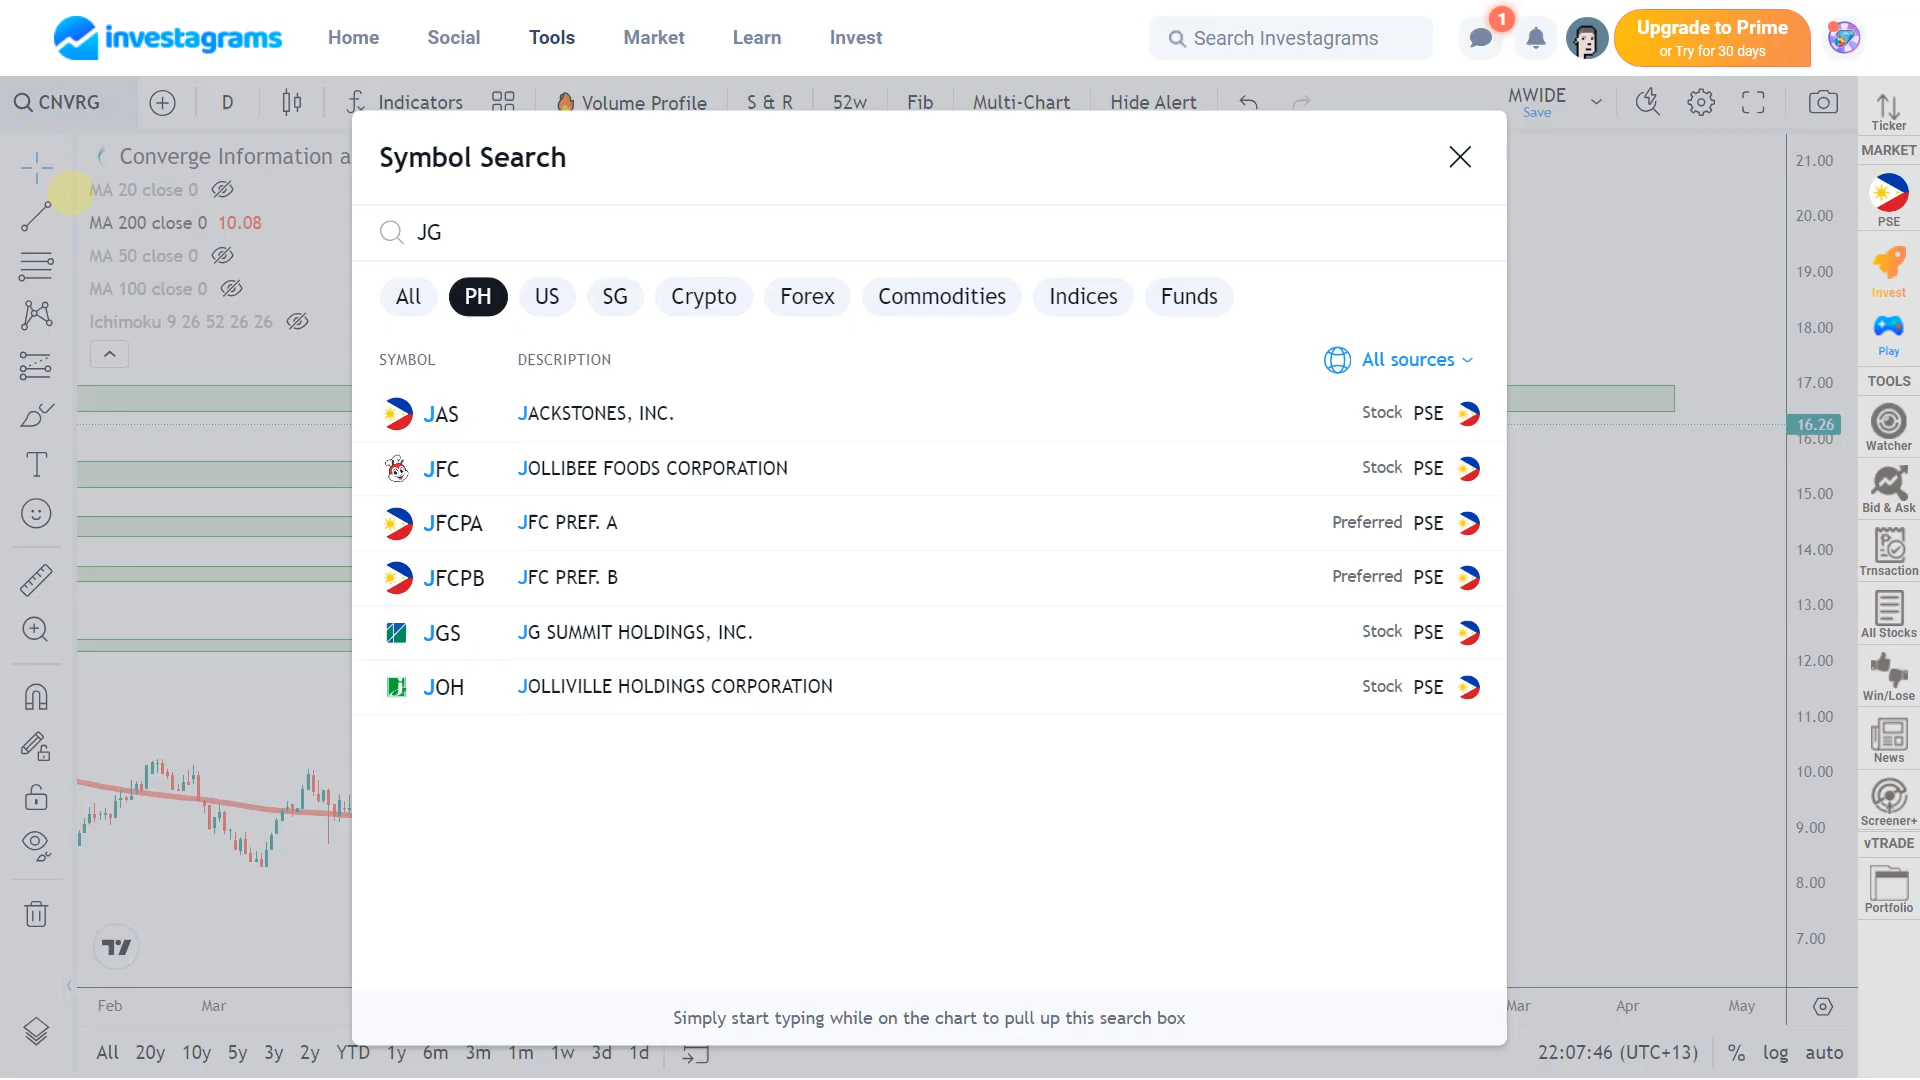 investagrams
Home
Social
Tools
Market
Learn
Invest
Search Investagrams
1
Upgrade to Prime
or Try for 30 days
CNVRG
D
Indicators
Volume Profile
S & R
52w
Fib
Multi-Chart
Hide Alert
MWIDE
Save
Ticker
Converge Information a
MA 20 close 0
MA 200 close 0 10.08
MA 50 close 0
MA 100 close 0
Ichimoku 9 26 52 26 26
Symbol Search
JG
All
PH
US
SG
Crypto
Forex
Commodities
Indices
Funds
SYMBOL
DESCRIPTION
All sources
JAS JACKSTONES, INC. Stock PSE
JFC JOLLIBEE FOODS CORPORATION Stock PSE
JFCPA JFC PREF. A Preferred PSE
JFCPB JFC PREF. B Preferred PSE
JGS JG SUMMIT HOLDINGS, INC. Stock PSE
JOH JOLLIVILLE HOLDINGS CORPORATION Stock PSE
Simply start typing while on the chart to pull up this search box
21.00
20.00
19.00
18.00
17.00
16.26
16.00
15.00
14.00
13.00
12.00
11.00
10.00
9.00
8.00
7.00
MARKET
PSE
Invest
Play
TOOLS
Watcher
Bid & Ask
Trnsaction
All Stocks
Win/Lose
News
Screener+
vTRADE
Portfolio
Feb
Mar
Mar
Apr
May
All
20y
10y
5y
3y
2y
YTD
1y
6m
3m
1m
1w
3d
1d
22:07:46 (UTC+13)
%
log
auto